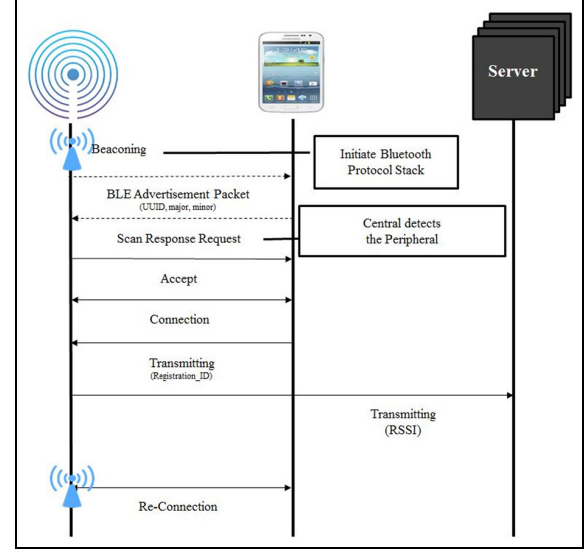 Server
Beaconing
Initiate Bluetooth
Protocol Stack
BLE Advertisement Packet
(UUID, major, minor)
Central detects
the Peripheral
Scan Response Request
Accept
Connection
Transmitting
(Registration_ID)
Transmitting
(RSSI)
Re-Connection